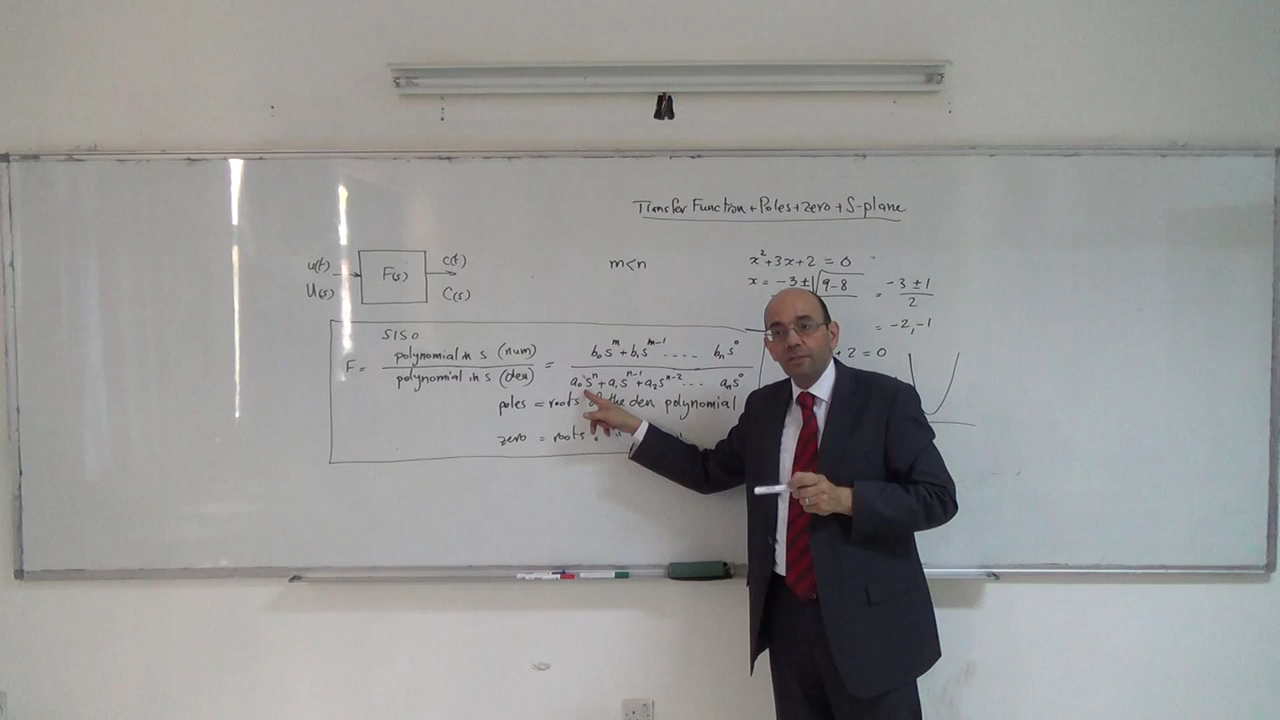 Transfer Function + Poles + zero + S-plane
u(t)
U(s)
F(s)
c(t)
C(s)
m<n
x² + 3x + 2 = 0
x = -3 ± √9-8 = -3 ± 1 / 2
= -2, -1
+ 2 = 0
SISO
F = polynomial in s (num) / polynomial in s (den) = b₀sᵐ + b₁sᵐ⁻¹ .... bₙs⁰ / a₀sⁿ + a₁sⁿ⁻¹ + a₂sⁿ⁻² ... aₙs⁰
poles = roots of the den polynomial
zero = roots " "